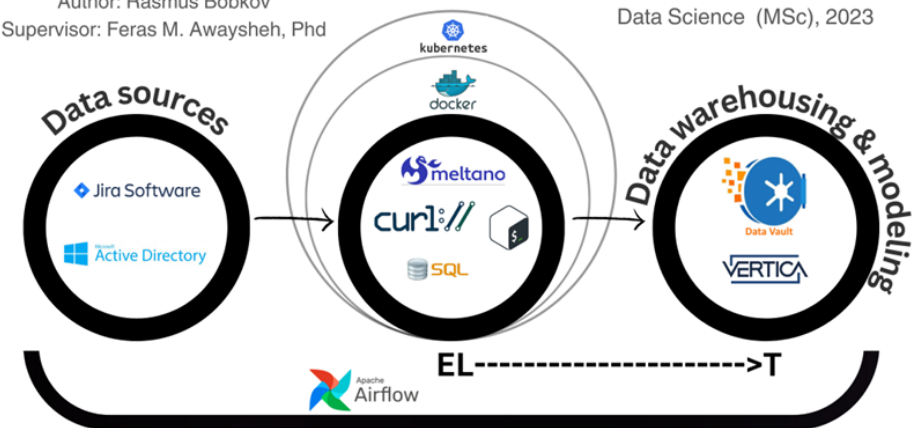 Author: Rasmus Bobkov
Supervisor: Feras M. Awaysheh, Phd
Data Science (MSc), 2023
kubernetes
docker
Data sources
Jira Software
Microsoft
Active Directory
meltano
curl://
$_
SQL
Data warehousing & modeling
Data Vault
VERTICA
EL----------------------->T
Apache
Airflow